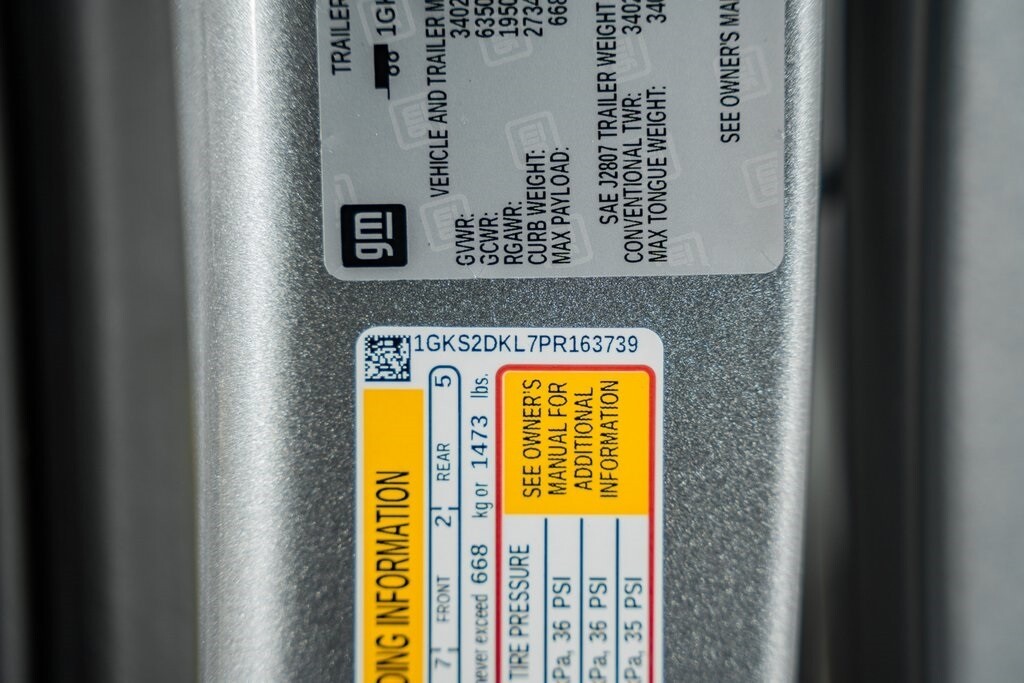 TRAILER
1GK
gm
VEHICLE AND TRAILER M
GVWR: 3402
GCWR: 6350
RGAWR: 1950
CURB WEIGHT: 2734
MAX PAYLOAD: 668
SAE J2807 TRAILER WEIGHT
CONVENTIONAL TWR: 3402
MAX TONGUE WEIGHT: 340
SEE OWNER'S MA
1GKS2DKL7PR163739
DING INFORMATION
7 FRONT 2 REAR 5
never exceed 668 kg or 1473 lbs.
TIRE PRESSURE
kPa, 36 PSI
kPa, 36 PSI
kPa, 35 PSI
SEE OWNER'S
MANUAL FOR
ADDITIONAL
INFORMATION